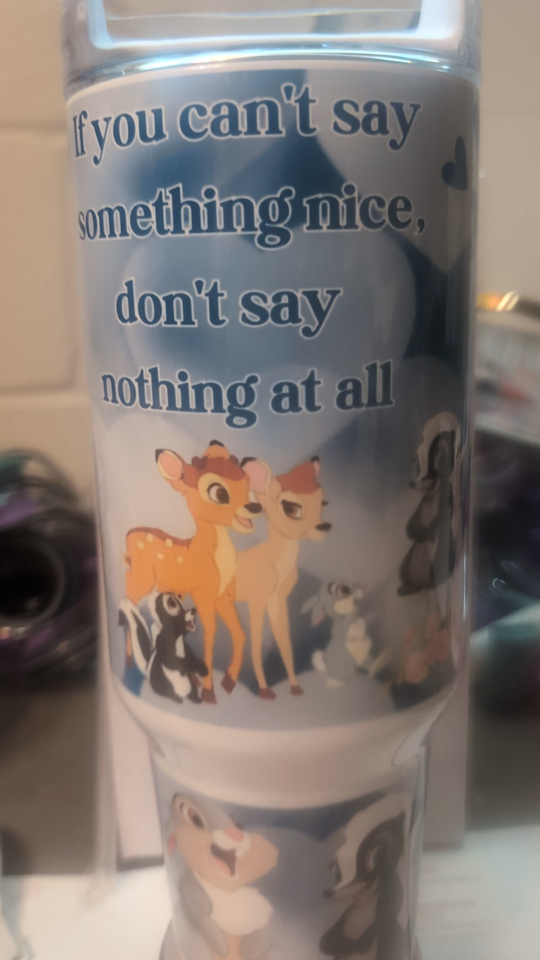 If you can't say
something nice,
don't say
nothing at all